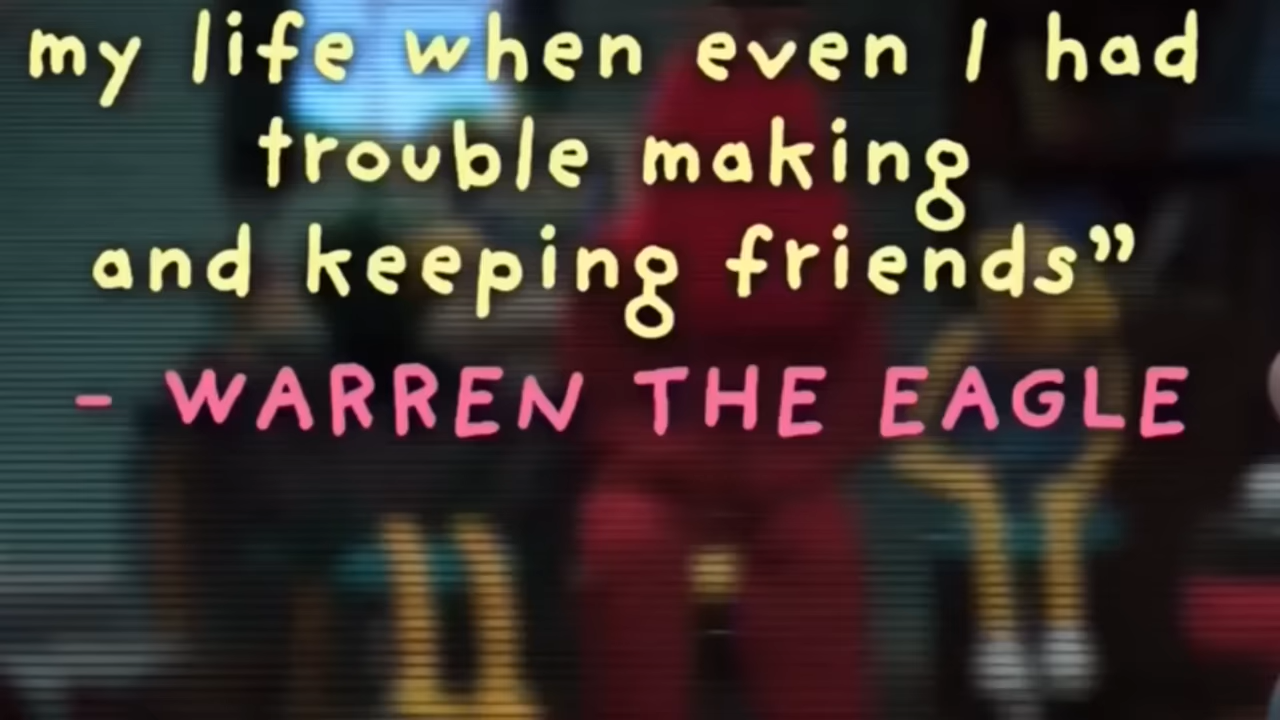 my life when even I had
trouble making
and keeping friends”
- WARREN THE EAGLE